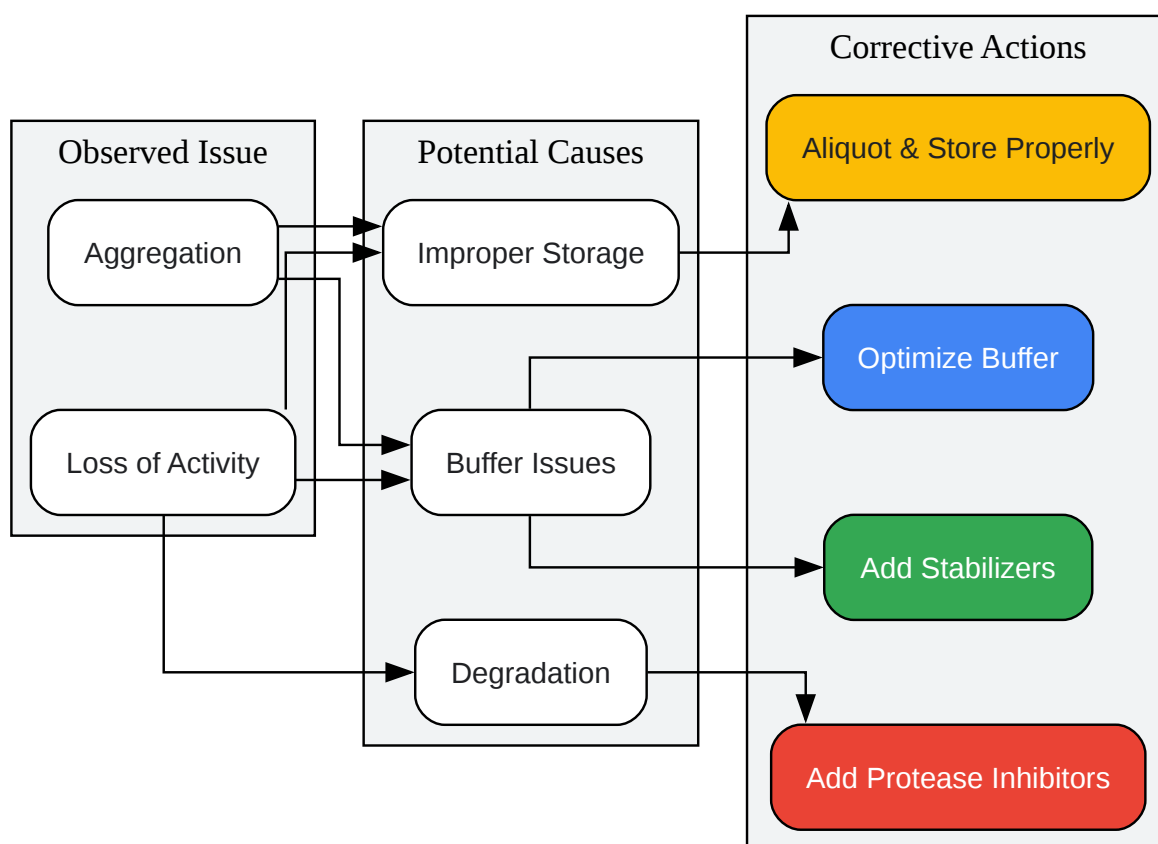 Observed Issue
Aggregation
Loss of Activity
Potential Causes
Improper Storage
Buffer Issues
Degradation
Corrective Actions
Aliquot & Store Properly
Optimize Buffer
Add Stabilizers
Add Protease Inhibitors